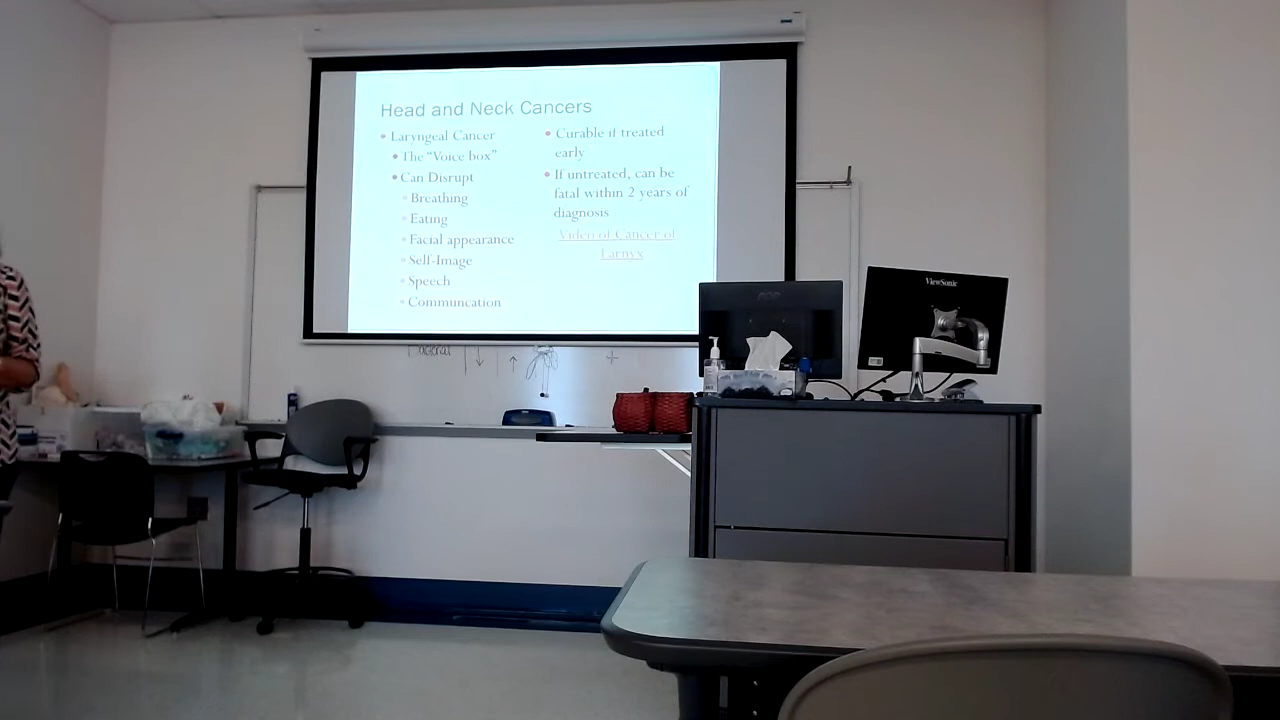 Head and Neck Cancers
• Laryngeal Cancer
• The “Voice box”
• Can Disrupt
◦ Breathing
◦ Eating
◦ Facial appearance
◦ Self-Image
◦ Speech
◦ Communcation
• Curable if treated
early
• If untreated, can be
fatal within 2 years of
diagnosis
Video of Cancer of
Larnyx
Bacterial ↓ ↑ +
ViewSonic